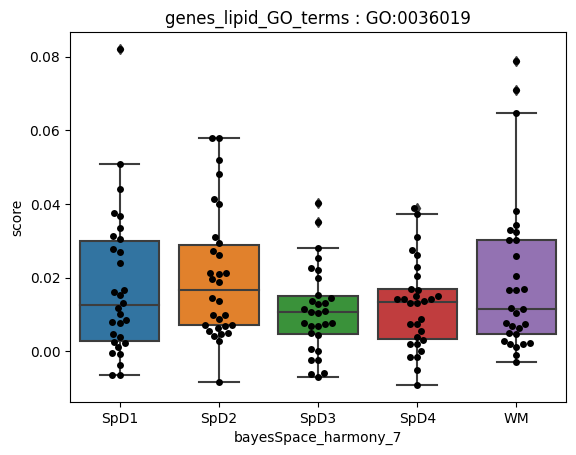 genes_lipid_GO_terms : GO:0036019
score
0.08
0.06
0.04
0.02
0.00
SpD1 SpD2 SpD3 SpD4 WM
bayesSpace_harmony_7